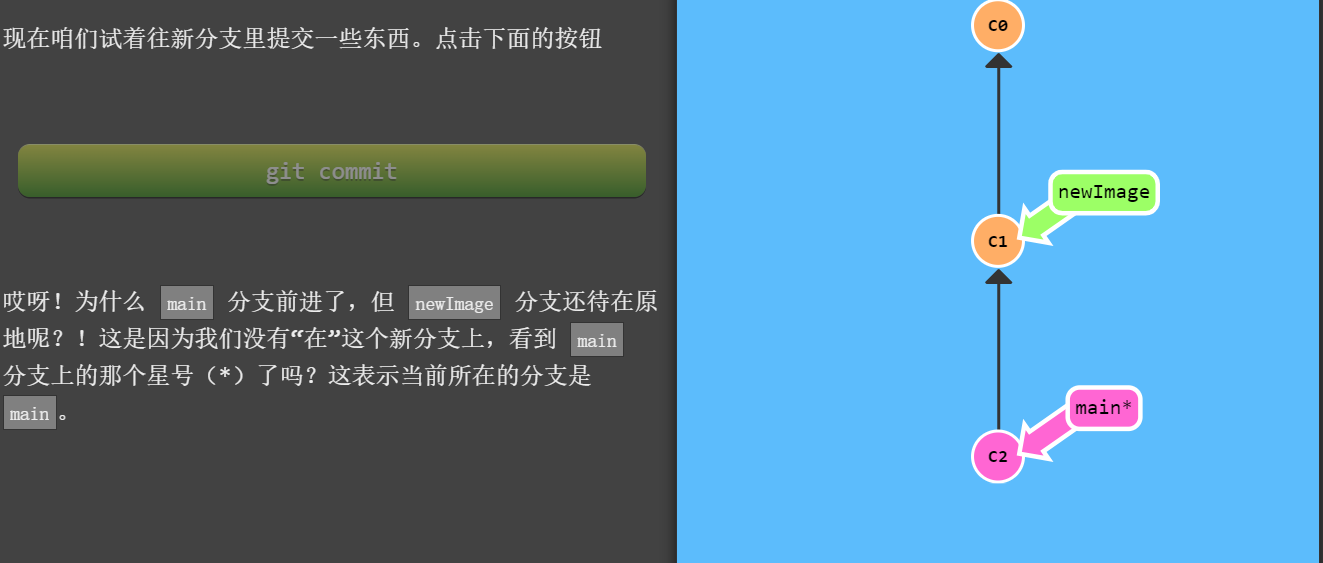 现在咱们试着往新分支里提交一些东西。点击下面的按钮
git commit
哎呀！为什么 main 分支前进了，但 newImage 分支还待在原
地呢？！这是因为我们没有“在”这个新分支上，看到 main
分支上的那个星号（*）了吗？这表示当前所在的分支是
main。
C0
newImage
C1
main*
C2